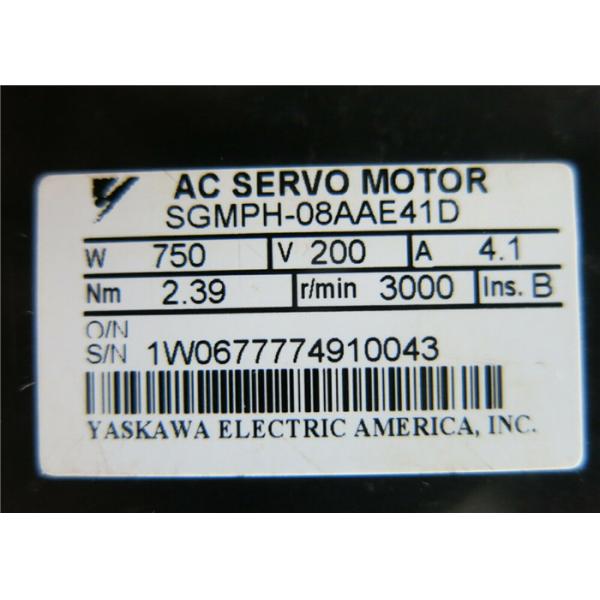 AC SERVO MOTOR
SGMPH-08AAE41D
W 750 V 200 A 4.1
Nm 2.39 r/min 3000 Ins. B
O/N
S/N 1W0677774910043
YASKAWA ELECTRIC AMERICA, INC.